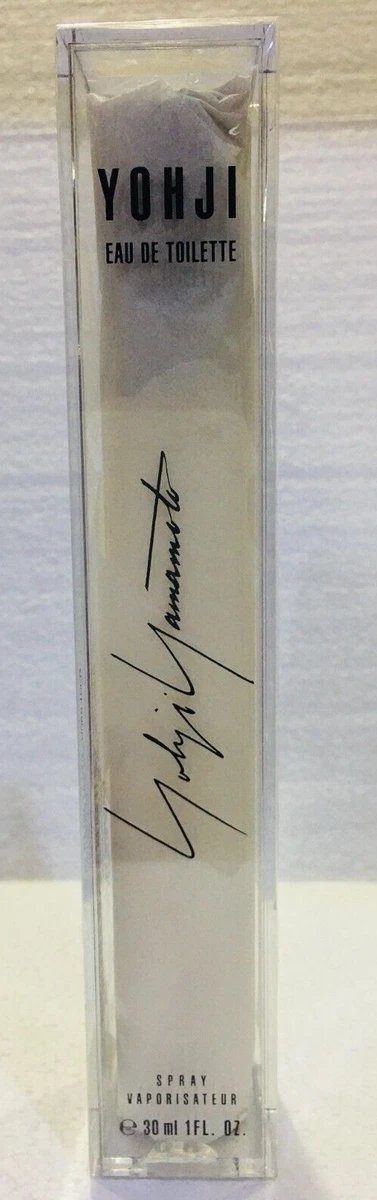 YOHJI
EAU DE TOILETTE
Yohji Yamamoto
SPRAY
VAPORISATEUR
℮ 30 ml 1FL. OZ.